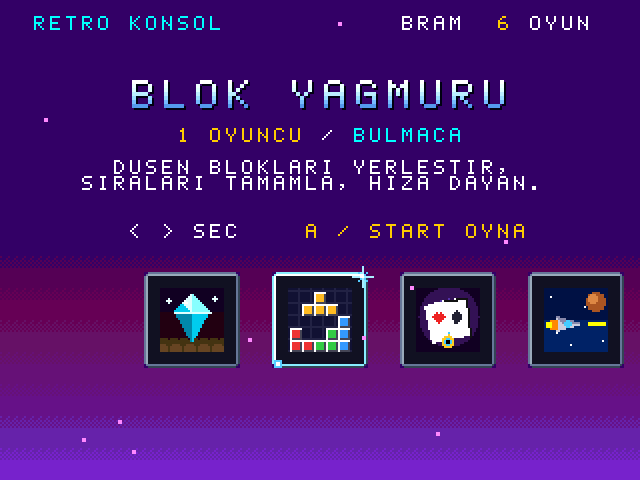 RETRO KONSOL BRAM 6 OYUN
BLOK YAGMURU
1 OYUNCU / BULMACA
DUSEN BLOKLARI YERLESTIR,
SIRALARI TAMAMLA, HIZA DAYAN.
< > SEC A / START OYNA